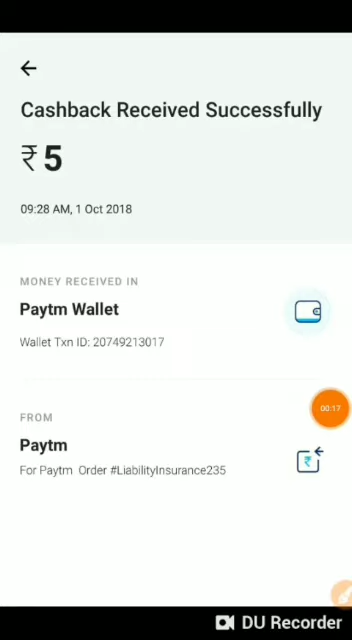 Cashback Received Successfully
₹5
09:28 AM, 1 Oct 2018
MONEY RECEIVED IN
Paytm Wallet
Wallet Txn ID: 20749213017
00:17
FROM
Paytm
₹
For Paytm Order #LiabilityInsurance235
DU Recorder